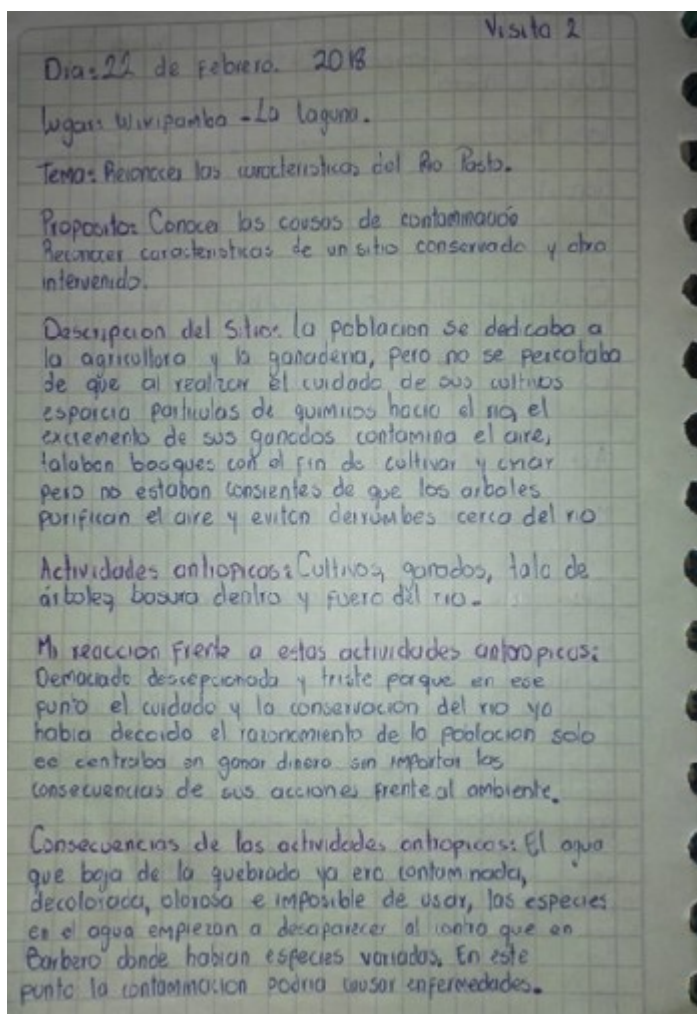 Visita 2
Dia: 22 de Febrero. 2018
Lugar: Wiripamba - La laguna.
Tema: Reconocer las caracteristicas del Rio Pasto.
Proposito: Conocer las causas de contaminació
Reconocer caracteristicas de un sitio conservado y otro
intervenido.
Descripcion del Sitio: la poblacion se dedicaba a
la agricultora y la ganaderia, pero no se percataba
de que al realizar el cuidado de sus cultivos
esparcia particulas de quimicos hacia el rio, el
excremento de sus ganados contamina el aire,
talaban bosques con el fin de cultivar y criar
pero no estaban consientes de que los arboles
purifican el aire y eviten derrumbes cerca del rio
Actividades antropicas: Cultivos, ganados, tala de
árboles, basura dentro y fuera del rio.
Mi reaccion Frente a estas actividades antropicas:
Demaciado descepcionada y triste porque en ese
punto el cuidado y la conservacion del rio ya
habia decaido el razonamiento de la poblacion solo
se centraba en ganar dinero sin importar las
consecuencias de sus acciones frente al ambiente.
Consecuencias de las actividades antropicas: El agua
que baja de la quebrada ya era contaminada,
decolorada, olorosa e imposible de usar, las especies
en el agua empiezan a desaparecer al contra que en
Barbero donde habian especies variadas. En este
punto la contaminacion podria causar enfermedades.